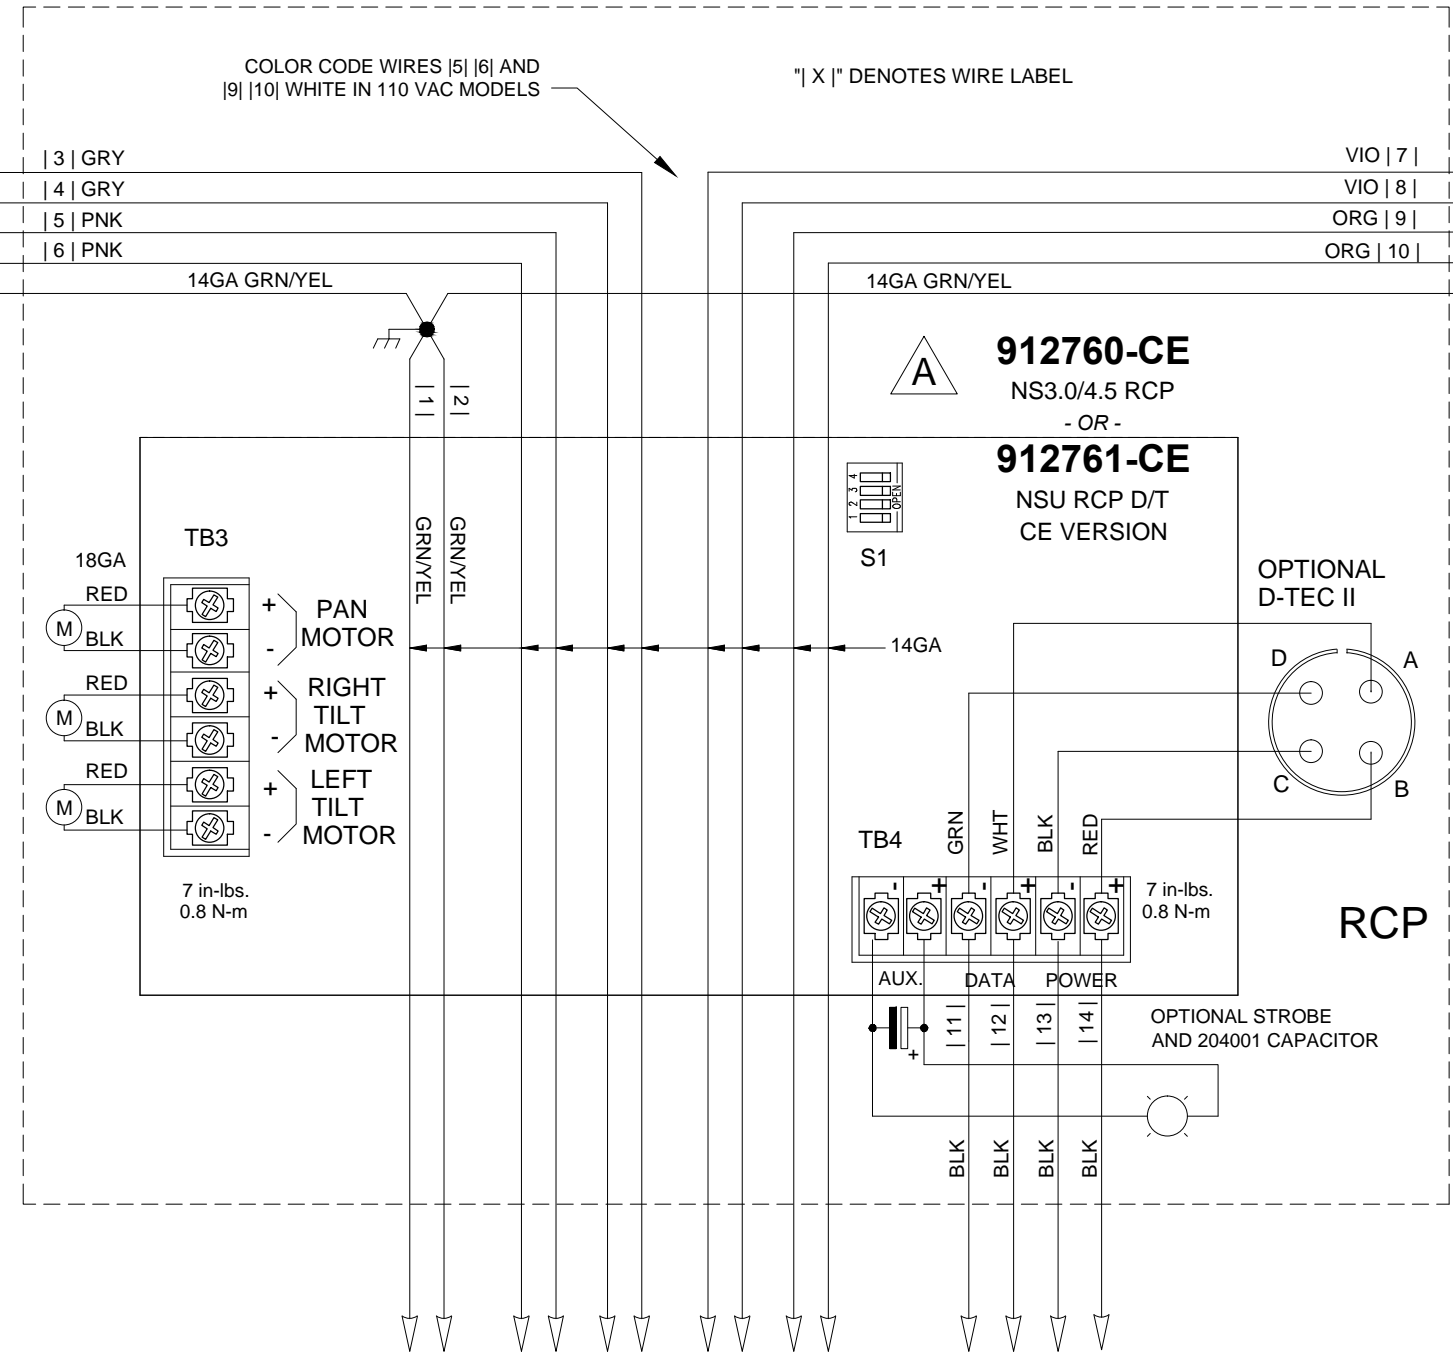 COLOR CODE WIRES |5| |6| AND
|9| |10| WHITE IN 110 VAC MODELS
"| X |" DENOTES WIRE LABEL
| 3 | GRY
| 4 | GRY
| 5 | PNK
| 6 | PNK
14GA GRN/YEL
VIO | 7 |
VIO | 8 |
ORG | 9 |
ORG | 10 |
14GA GRN/YEL
| 1 |
| 2 |
A
912760-CE
NS3.0/4.5 RCP
- OR -
912761-CE
NSU RCP D/T
CE VERSION
1 2 3 4
OPEN
S1
GRN/YEL
GRN/YEL
TB3
18GA
RED
M
BLK
+
-
PAN
MOTOR
RED
M
BLK
+
-
RIGHT
TILT
MOTOR
RED
M
BLK
+
-
LEFT
TILT
MOTOR
7 in-lbs.
0.8 N-m
14GA
OPTIONAL
D-TEC II
D
A
C
B
TB4
GRN
WHT
BLK
RED
- + - + - +
7 in-lbs.
0.8 N-m
RCP
AUX.
DATA
POWER
| 11 |
| 12 |
| 13 |
| 14 |
+
OPTIONAL STROBE
AND 204001 CAPACITOR
BLK
BLK
BLK
BLK